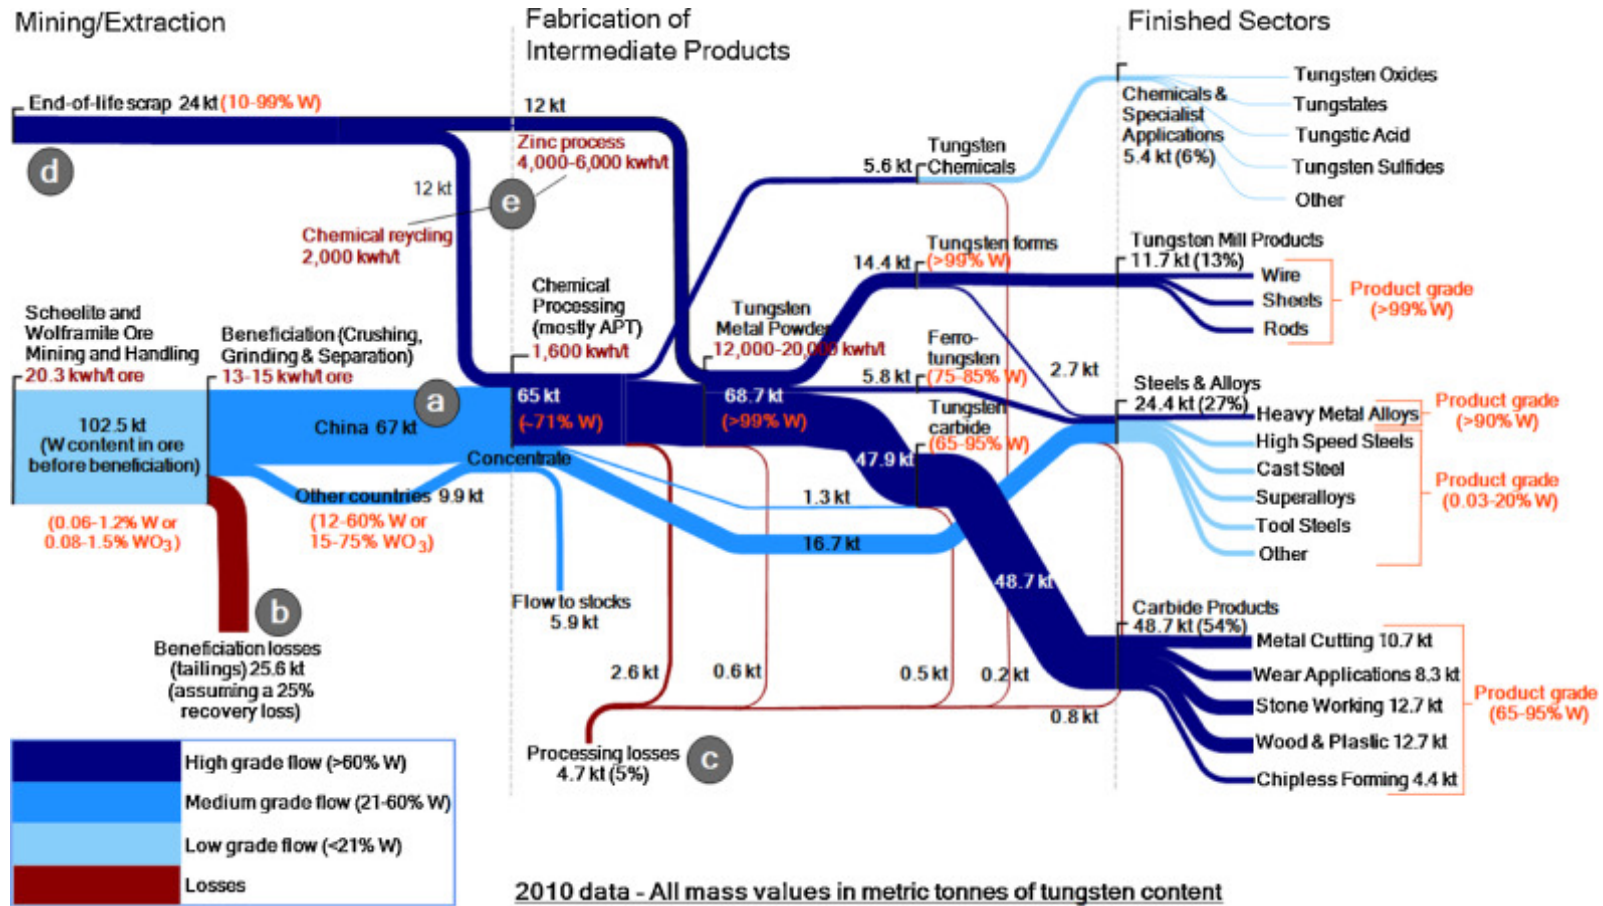 Mining/Extraction
Fabrication of
Intermediate Products
Finished Sectors
End-of-life scrap 24 kt (10-99% W)
12 kt
Zinc process
4,000-6,000 kwh/t
d
12 kt
e
Chemical reycling
2,000 kwh/t
5.6 kt
Tungsten
Chemicals
Chemicals &
Specialist
Applications
5.4 kt (6%)
Tungsten Oxides
Tungstates
Tungstic Acid
Tungsten Sulfides
Other
Scheelite and
Wolframile Ore
Mining and Handling
20.3 kwh/t ore
Beneficiation (Crushing,
Grinding & Separation)
13-15 kwh/t ore
Chemical
Processing
(mostly APT)
1,600 kwh/t
Tungsten
Metal Powder
12,000-20,000 kwh/t
14.4 kt
Tungsten forms
(>99% W)
Tungsten Mill Products
11.7 kt (13%)
Wire
Sheets
Rods
Product grade
(>99% W)
102.5 kt
(W content in ore
before beneficiation)
China 67 kt
a
65 kt
(~71% W)
68.7 kt
(>99% W)
5.8 kt
Ferro-
tungsten
(75-85% W)
2.7 kt
Steels & Alloys
24.4 kt (27%)
Heavy Metal Alloys
High Speed Steels
Cast Steel
Superalloys
Tool Steels
Other
Product grade
(>90% W)
Product grade
(0.03-20% W)
Concentrate
Other countries 9.9 kt
(0.06-1.2% W or
0.08-1.5% WO3)
(12-60% W or
15-75% WO3)
47.9 kt
Tungsten
carbide
(65-95% W)
1.3 kt
16.7 kt
48.7 kt
Flow to stocks
5.9 kt
b
Beneficiation losses
(tailings) 25.6 kt
(assuming a 25%
recovery loss)
2.6 kt
0.6 kt
0.5 kt
0.2 kt
0.8 kt
Processing losses
4.7 kt (5%)
c
Carbide Products
48.7 kt (54%)
Metal Cutting 10.7 kt
Wear Applications 8.3 kt
Stone Working 12.7 kt
Wood & Plastic 12.7 kt
Chipless Forming 4.4 kt
Product grade
(65-95% W)
High grade flow (>60% W)
Medium grade flow (21-60% W)
Low grade flow (<21% W)
Losses
2010 data - All mass values in metric tonnes of tungsten content